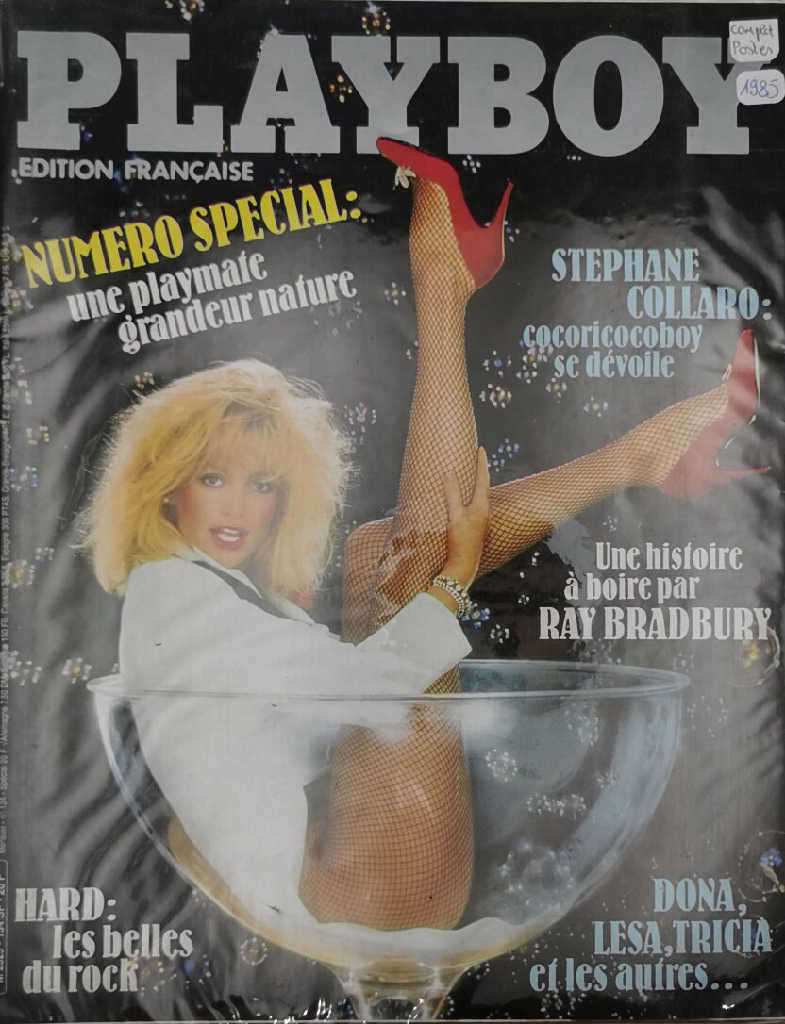 PLAYBOY
Complet
Poster
1985
EDITION FRANÇAISE
NUMERO SPECIAL:
une playmate
grandeur nature
STEPHANE
COLLARO:
cocoricocoboy
se dévoile
Une histoire
à boire par
RAY BRADBURY
HARD:
les belles
du rock
DONA,
LESA, TRICIA
et les autres...